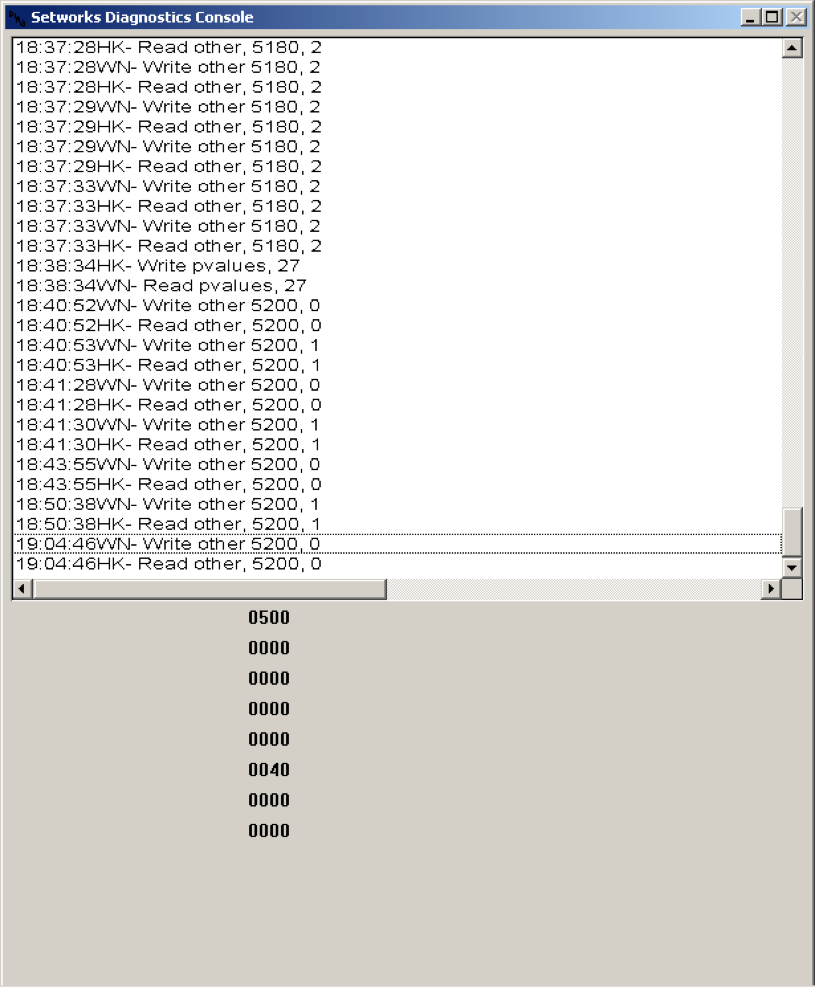 Setworks Diagnostics Console
18:37:28HK- Read other, 5180, 2
18:37:28WN- Write other 5180, 2
18:37:28HK- Read other, 5180, 2
18:37:29WN- Write other 5180, 2
18:37:29HK- Read other, 5180, 2
18:37:29WN- Write other 5180, 2
18:37:29HK- Read other, 5180, 2
18:37:33WN- Write other 5180, 2
18:37:33HK- Read other, 5180, 2
18:37:33WN- Write other 5180, 2
18:37:33HK- Read other, 5180, 2
18:38:34HK- Write pvalues, 27
18:38:34WN- Read pvalues, 27
18:40:52WN- Write other 5200, 0
18:40:52HK- Read other, 5200, 0
18:40:53WN- Write other 5200, 1
18:40:53HK- Read other, 5200, 1
18:41:28WN- Write other 5200, 0
18:41:28HK- Read other, 5200, 0
18:41:30WN- Write other 5200, 1
18:41:30HK- Read other, 5200, 1
18:43:55WN- Write other 5200, 0
18:43:55HK- Read other, 5200, 0
18:50:38WN- Write other 5200, 1
18:50:38HK- Read other, 5200, 1
19:04:46WN- Write other 5200, 0
19:04:46HK- Read other, 5200, 0
0500
0000
0000
0000
0000
0040
0000
0000